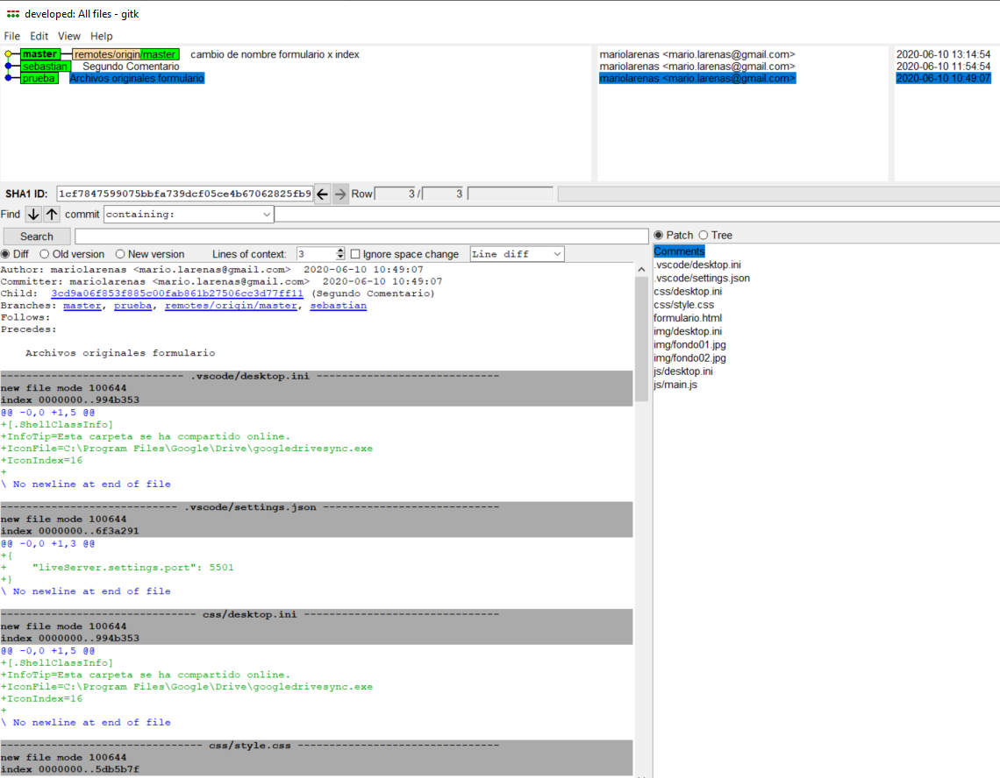 developed: All files - gitk
File Edit View Help
master remotes/origin/master cambio de nombre formulario x index mariolarenas <mario.larenas@gmail.com> 2020-06-10 13:14:54
sebastian Segundo Comentario mariolarenas <mario.larenas@gmail.com> 2020-06-10 11:54:54
prueba Archivos originales formulario mariolarenas <mario.larenas@gmail.com> 2020-06-10 10:49:07
SHA1 ID: 1cf7847599075bbfa739dcf05ce4b67062825fb9 Row 3 / 3
Find commit containing:
Search
Diff Old version New version Lines of context: 3 Ignore space change Line diff
Author: mariolarenas <mario.larenas@gmail.com> 2020-06-10 10:49:07
Committer: mariolarenas <mario.larenas@gmail.com> 2020-06-10 10:49:07
Child: 3cd9a06f853f885c00fab861b27506cc3d77ff11 (Segundo Comentario)
Branches: master, prueba, remotes/origin/master, sebastian
Follows:
Precedes:
Archivos originales formulario
---------------------------- .vscode/desktop.ini ----------------------------
new file mode 100644
index 0000000..994b353
@@ -0,0 +1,5 @@
+[.ShellClassInfo]
+InfoTip=Esta carpeta se ha compartido online.
+IconFile=C:\Program Files\Google\Drive\googledrivesync.exe
+IconIndex=16
+
\ No newline at end of file
--------------------------- .vscode/settings.json ---------------------------
new file mode 100644
index 0000000..6f3a291
@@ -0,0 +1,3 @@
+{
+    "liveServer.settings.port": 5501
+}
\ No newline at end of file
------------------------------ css/desktop.ini ------------------------------
new file mode 100644
index 0000000..994b353
@@ -0,0 +1,5 @@
+[.ShellClassInfo]
+InfoTip=Esta carpeta se ha compartido online.
+IconFile=C:\Program Files\Google\Drive\googledrivesync.exe
+IconIndex=16
+
\ No newline at end of file
------------------------------- css/style.css -------------------------------
new file mode 100644
index 0000000..5db5b7f
Patch Tree
Comments
.vscode/desktop.ini
.vscode/settings.json
css/desktop.ini
css/style.css
formulario.html
img/desktop.ini
img/fondo01.jpg
img/fondo02.jpg
js/desktop.ini
js/main.js